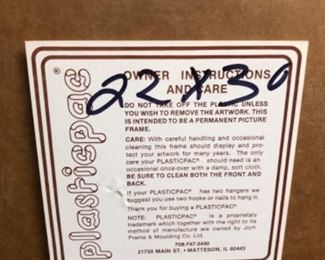 plasticpac
OWNER INSTRUCTIONS
AND CARE
22 X 30
DO NOT TAKE OFF THE PLASTIC UNLESS
YOU WISH TO REMOVE THE ARTWORK. THIS
IS INTENDED TO BE A PERMANENT PICTURE
FRAME.
CARE: With careful handling and occasional
cleaning this frame should display and pro-
tect your artwork for many years. The only
care your PLASTICPAC® should need is an
occasional once-over with a damp, soft cloth.
BE SURE TO CLEAN BOTH THE FRONT AND
BACK.
If your PLASTICPAC® has two hangers we
suggest you use two hooks or nails to hang it.
Thank you for buying a PLASTICPAC®
NOTE: PLASTICPAC® is a proprietary
trademark which together with the right to its
method of manufacture are owned by Jorh
Frame & Moulding Co. Ltd.
708-747-3440
21750 MAIN ST. • MATTESON, IL 60443